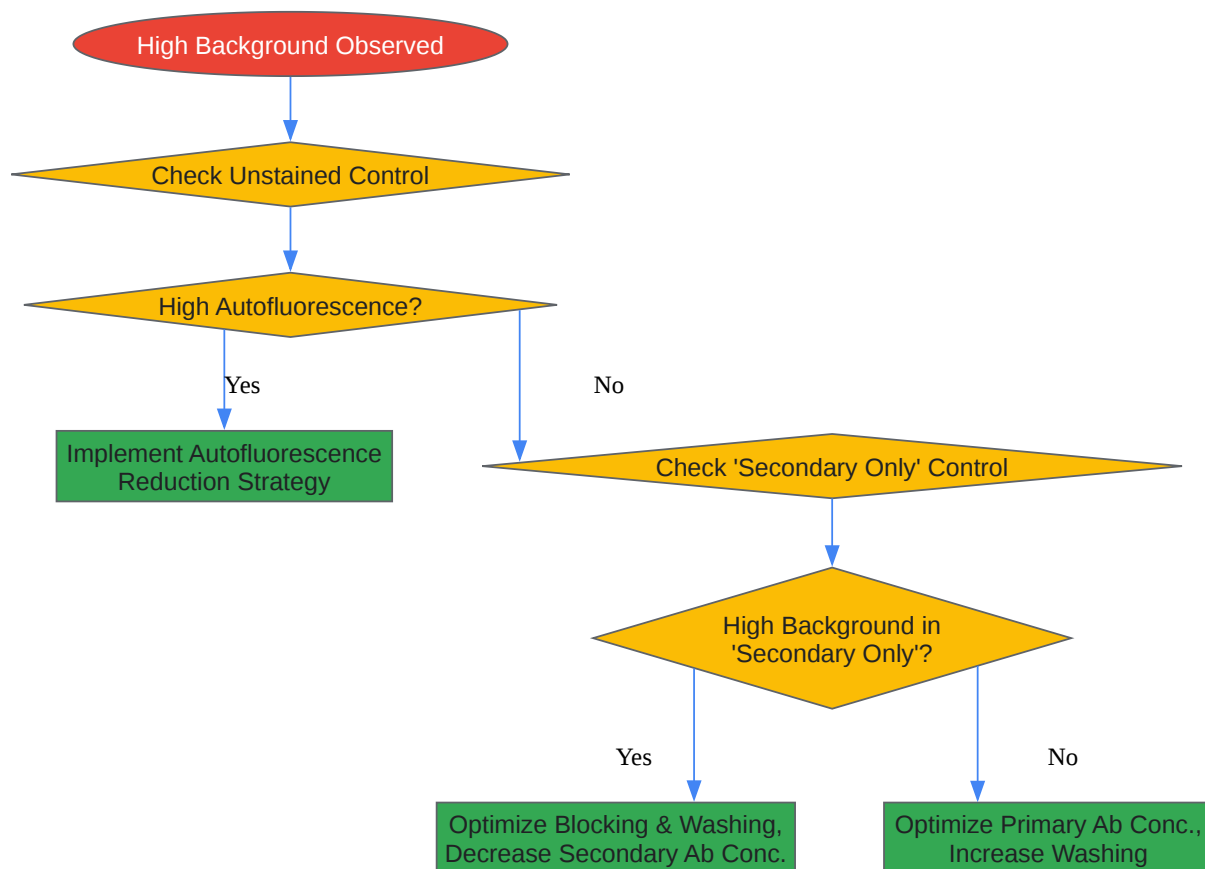 High Background Observed
Check Unstained Control
High Autofluorescence?
Yes
No
Implement Autofluorescence
Reduction Strategy
Check 'Secondary Only' Control
High Background in
'Secondary Only'?
Yes
No
Optimize Blocking & Washing,
Decrease Secondary Ab Conc.
Optimize Primary Ab Conc.,
Increase Washing